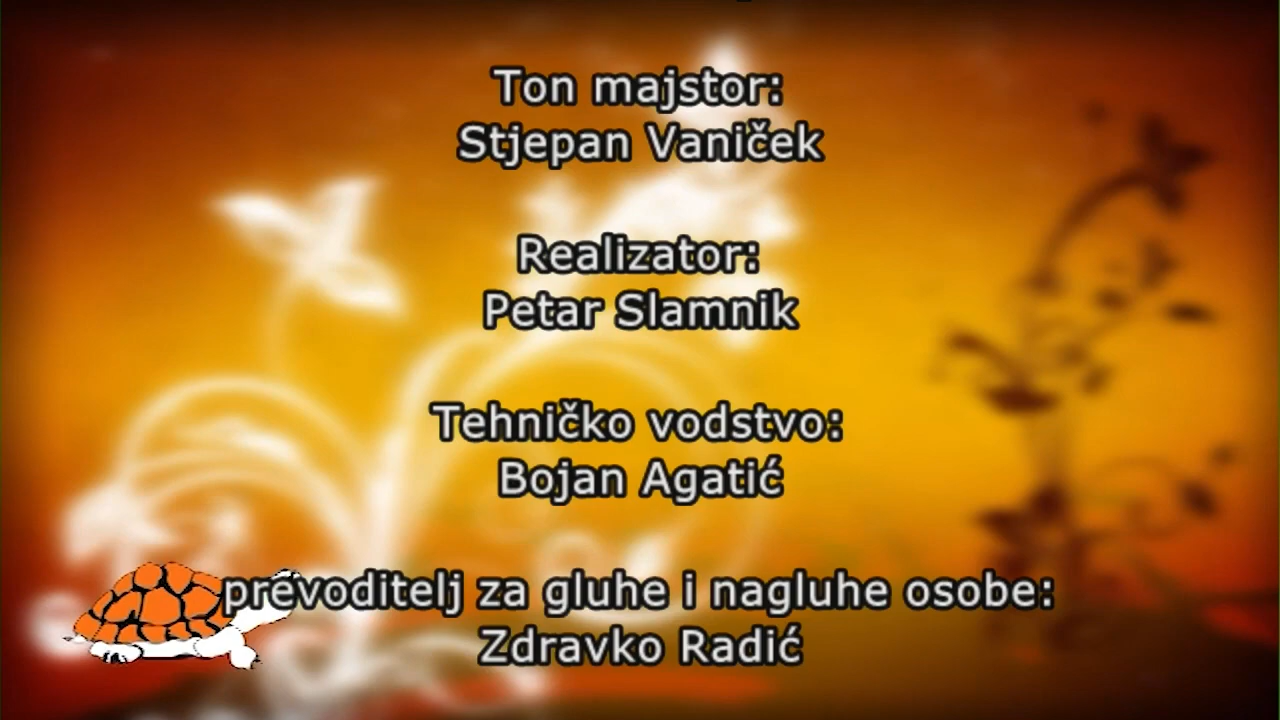 Ton majstor:
Stjepan Vaniček
Realizator:
Petar Slamnik
Tehničko vodstvo:
Bojan Agatić
prevoditelj za gluhe i nagluhe osobe:
Zdravko Radić